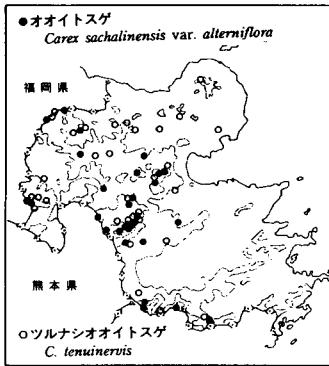 ●オオイトスゲ
Carex sachalinensis var. alterniflora
福岡県
熊本県
○ツルナシオオイトスゲ
C. tenuinervis